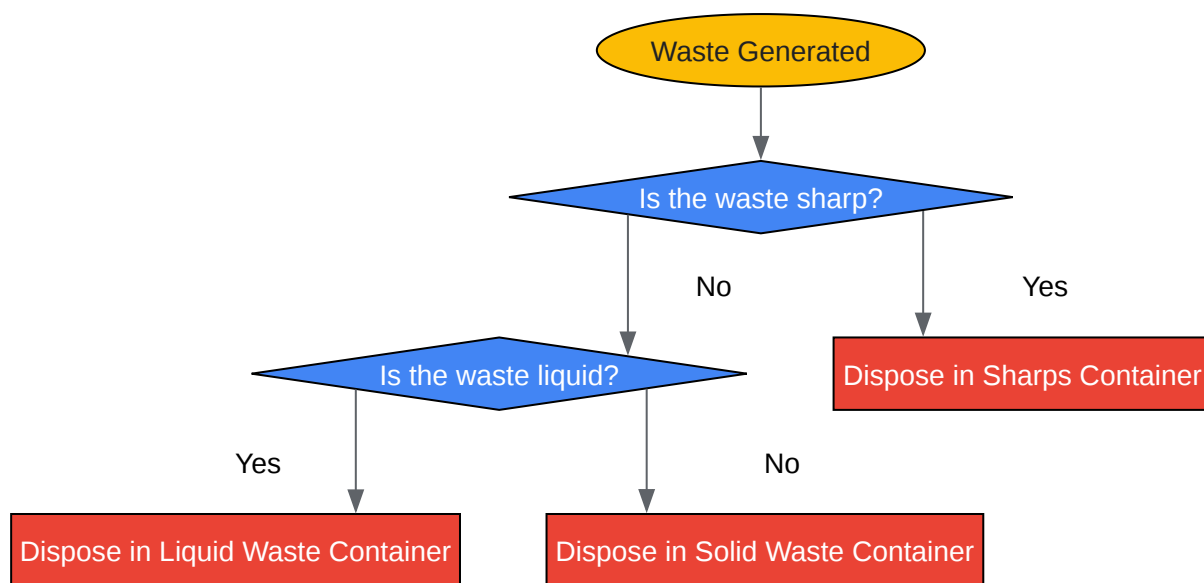 Waste Generated
Is the waste sharp?
No
Yes
Is the waste liquid?
Dispose in Sharps Container
Yes
No
Dispose in Liquid Waste Container
Dispose in Solid Waste Container